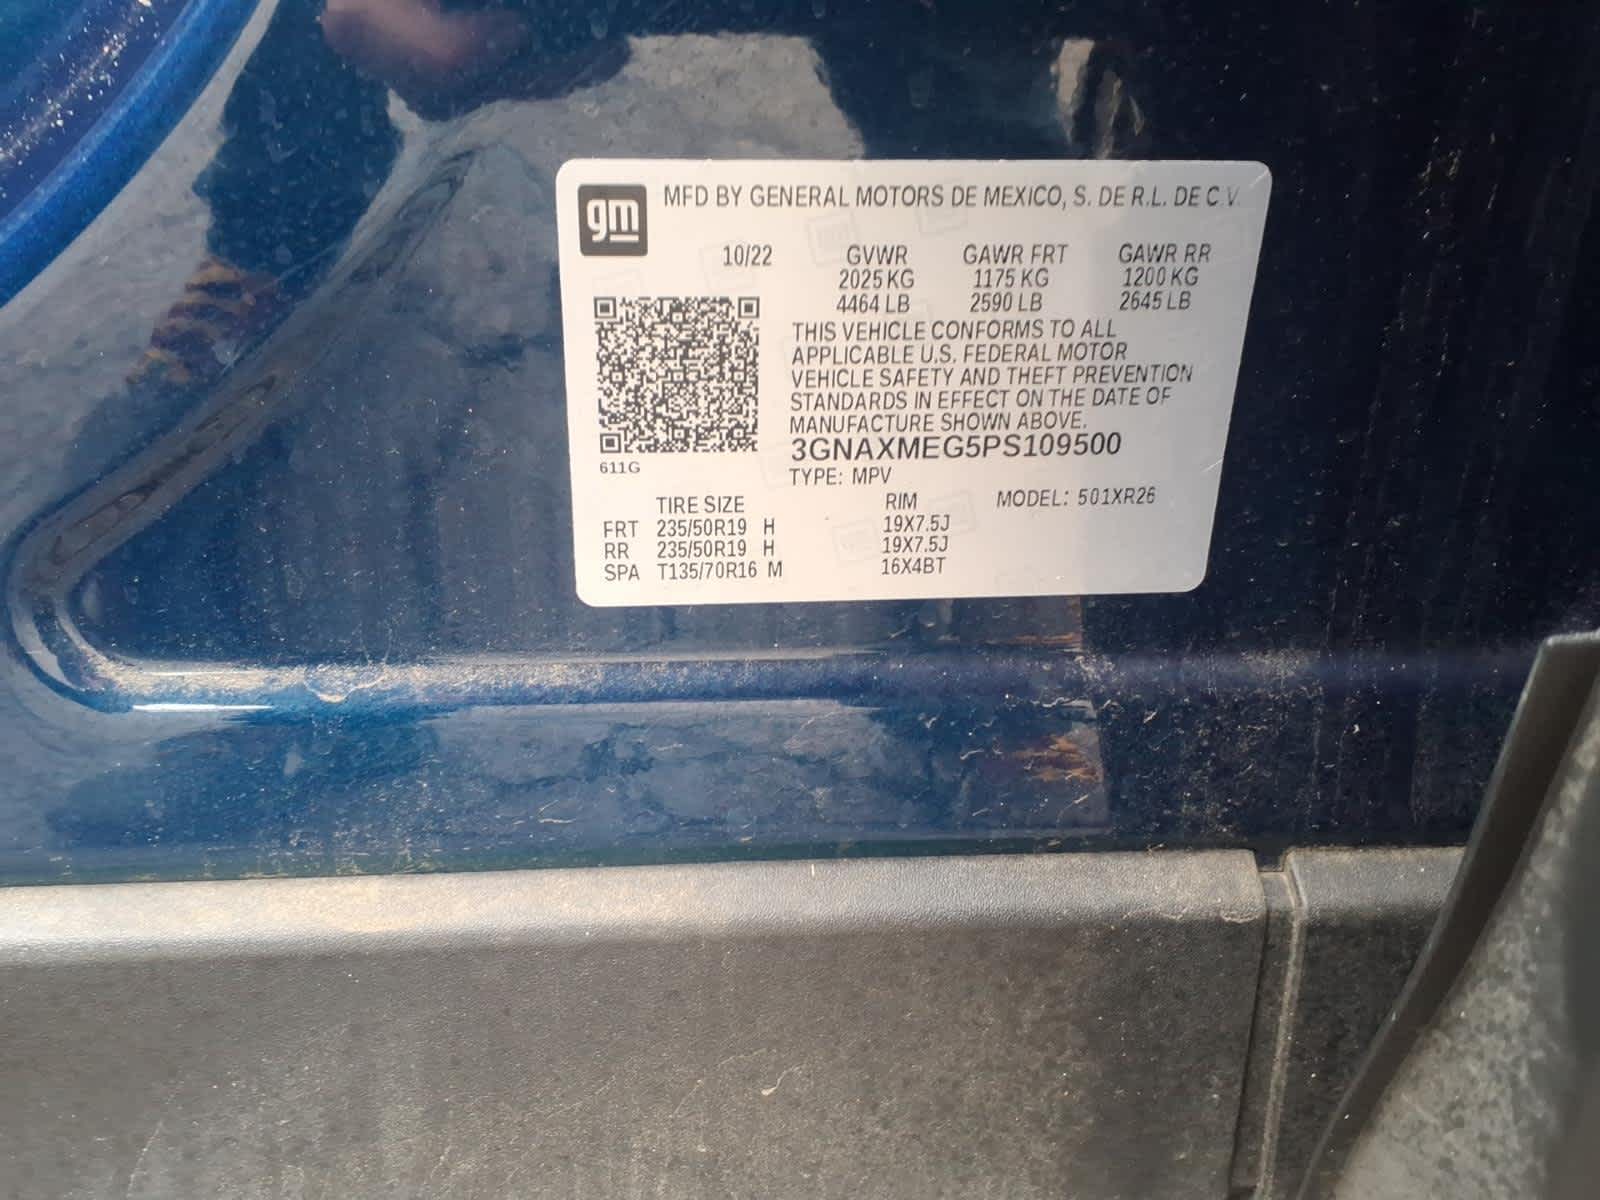 gm MFD BY GENERAL MOTORS DE MEXICO, S. DE R.L. DE C.V.
10/22 GVWR GAWR FRT GAWR RR
2025 KG 1175 KG 1200 KG
4464 LB 2590 LB 2645 LB
THIS VEHICLE CONFORMS TO ALL
APPLICABLE U.S. FEDERAL MOTOR
VEHICLE SAFETY AND THEFT PREVENTION
STANDARDS IN EFFECT ON THE DATE OF
MANUFACTURE SHOWN ABOVE.
3GNAXMEG5PS109500
611G
TYPE: MPV
TIRE SIZE RIM MODEL: 501XR26
FRT 235/50R19 H 19X7.5J
RR 235/50R19 H 19X7.5J
SPA T135/70R16 M 16X4BT